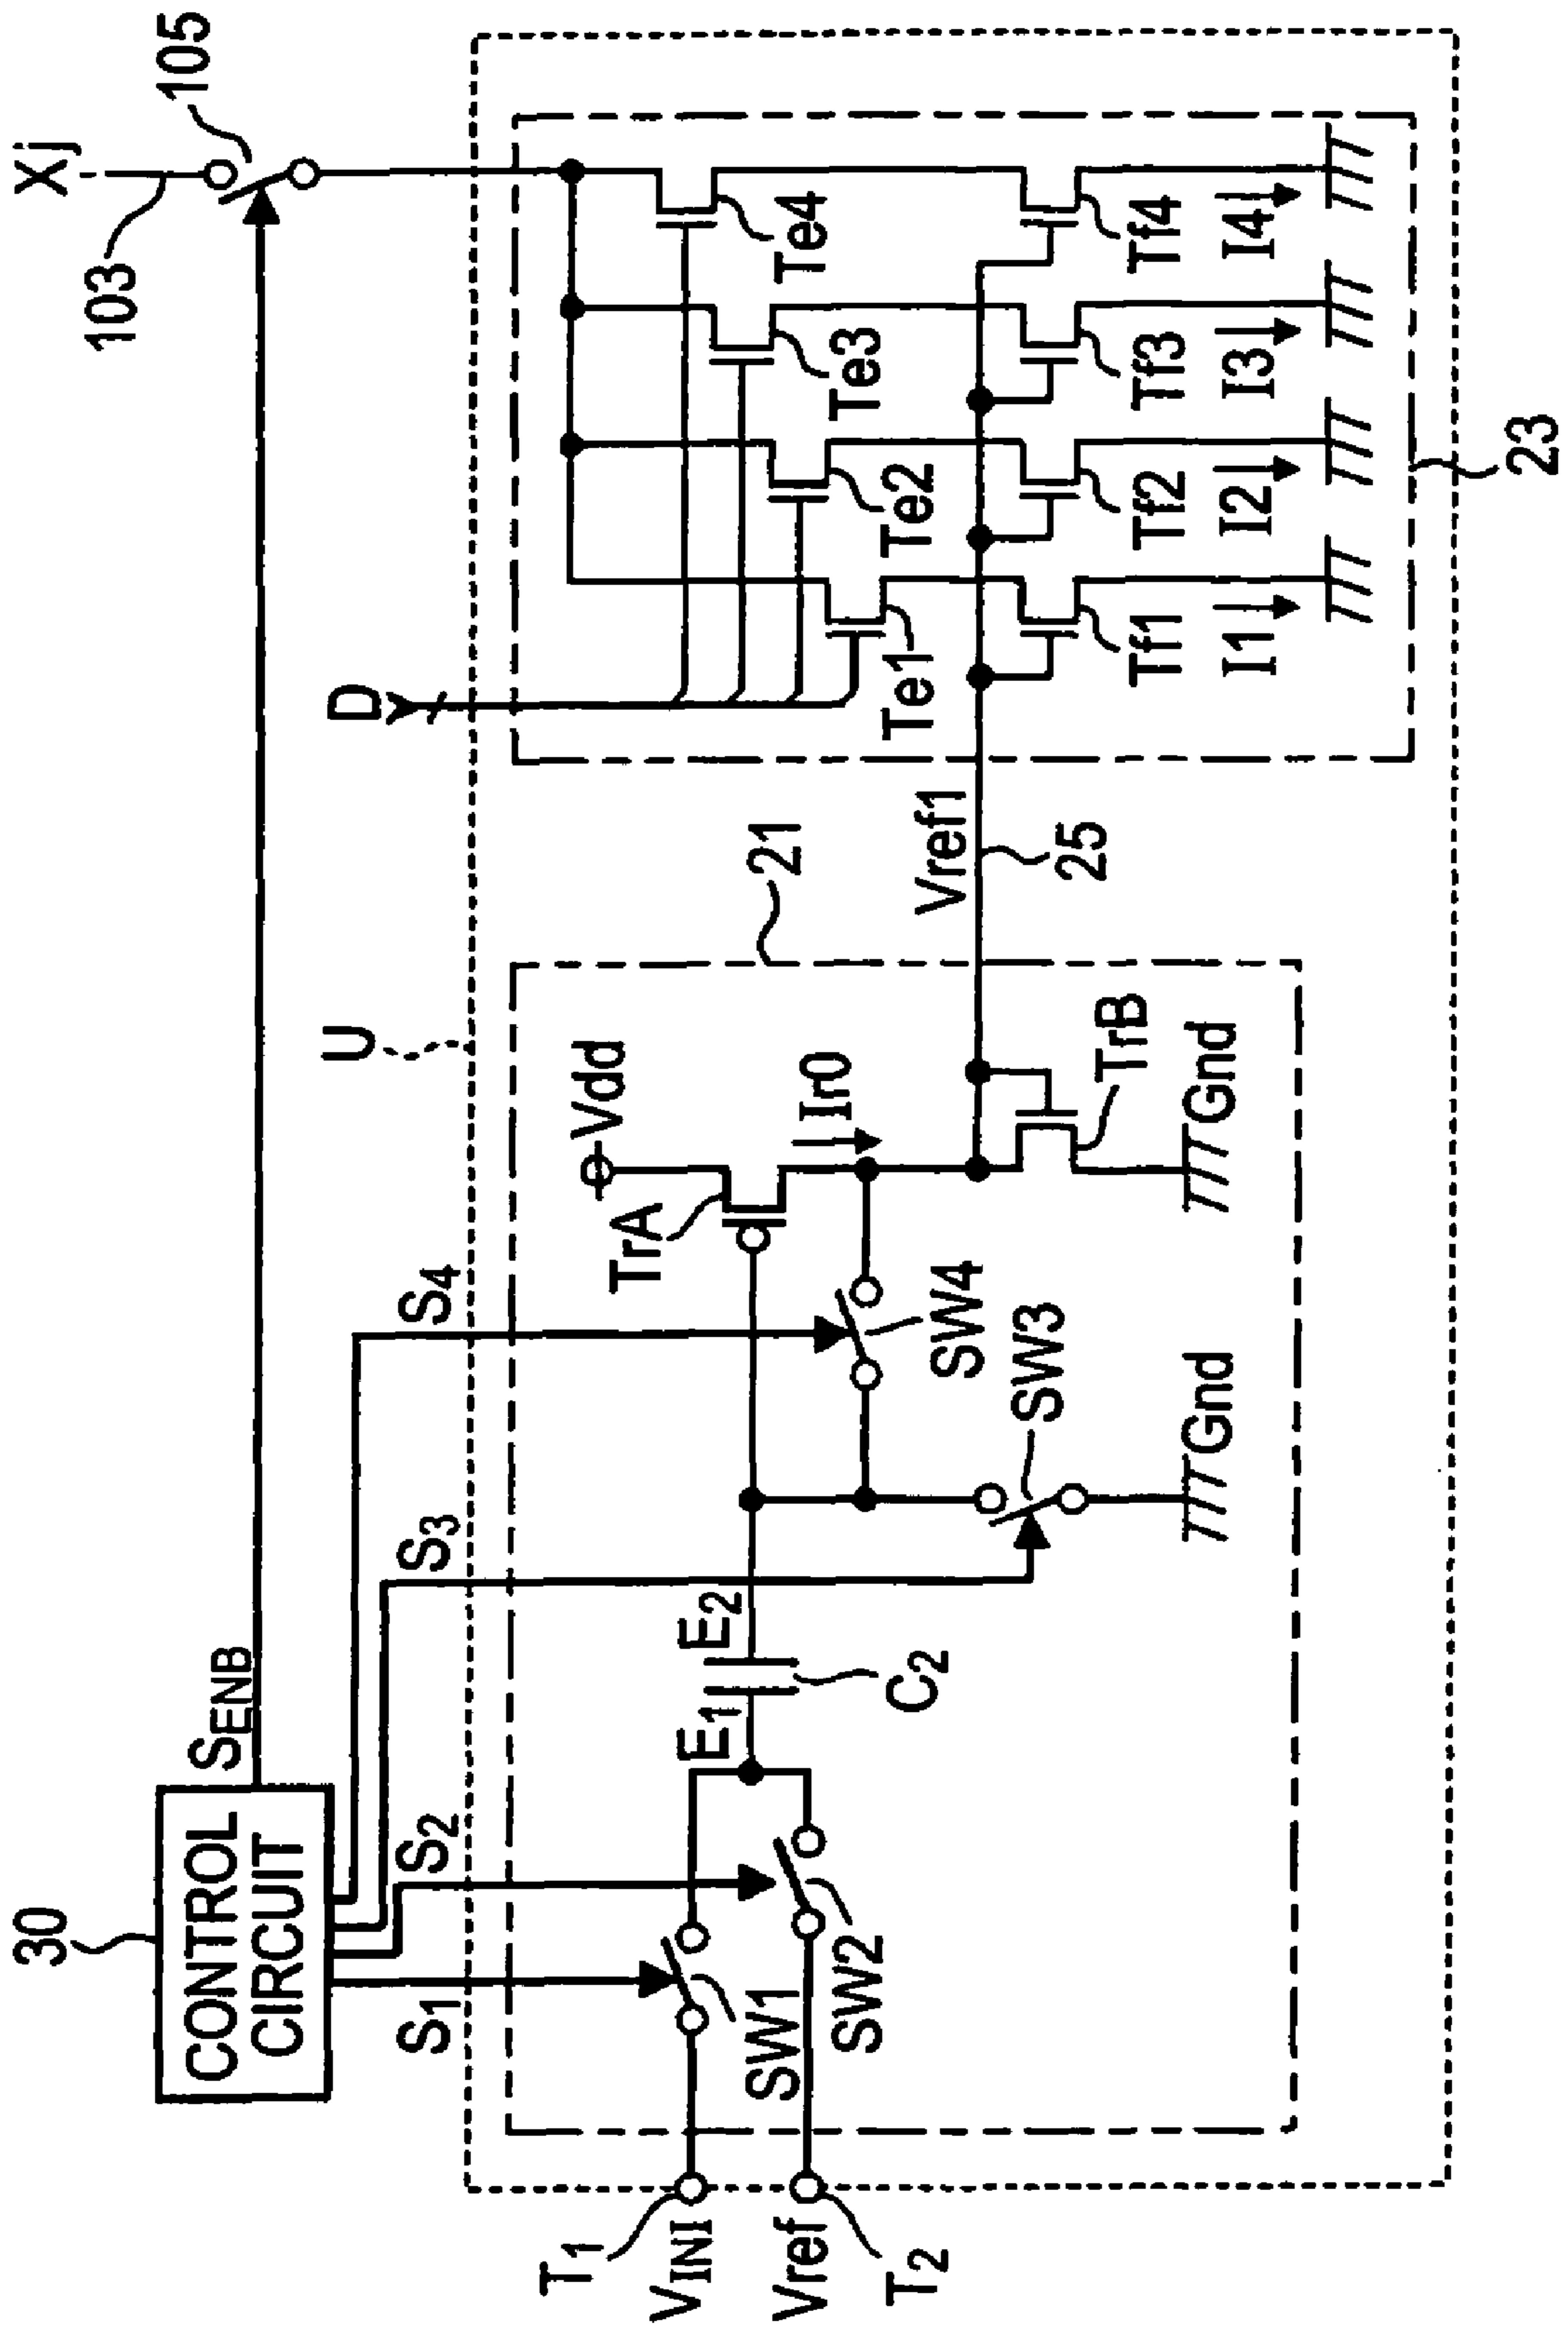 30
CONTROL
CIRCUIT
SENB
103
Xj
105
S1
S2
S3
S4
U
D
T1
VINI
Vref
T2
SW1
SW2
E1
E2
C2
SW3
Gnd
SW4
TrA
Vdd
Ir0
TrB
Gnd
21
Vref1
25
Te1
Te2
Te3
Te4
Tf1
Tf2
Tf3
Tf4
I1
I2
I3
I4
23